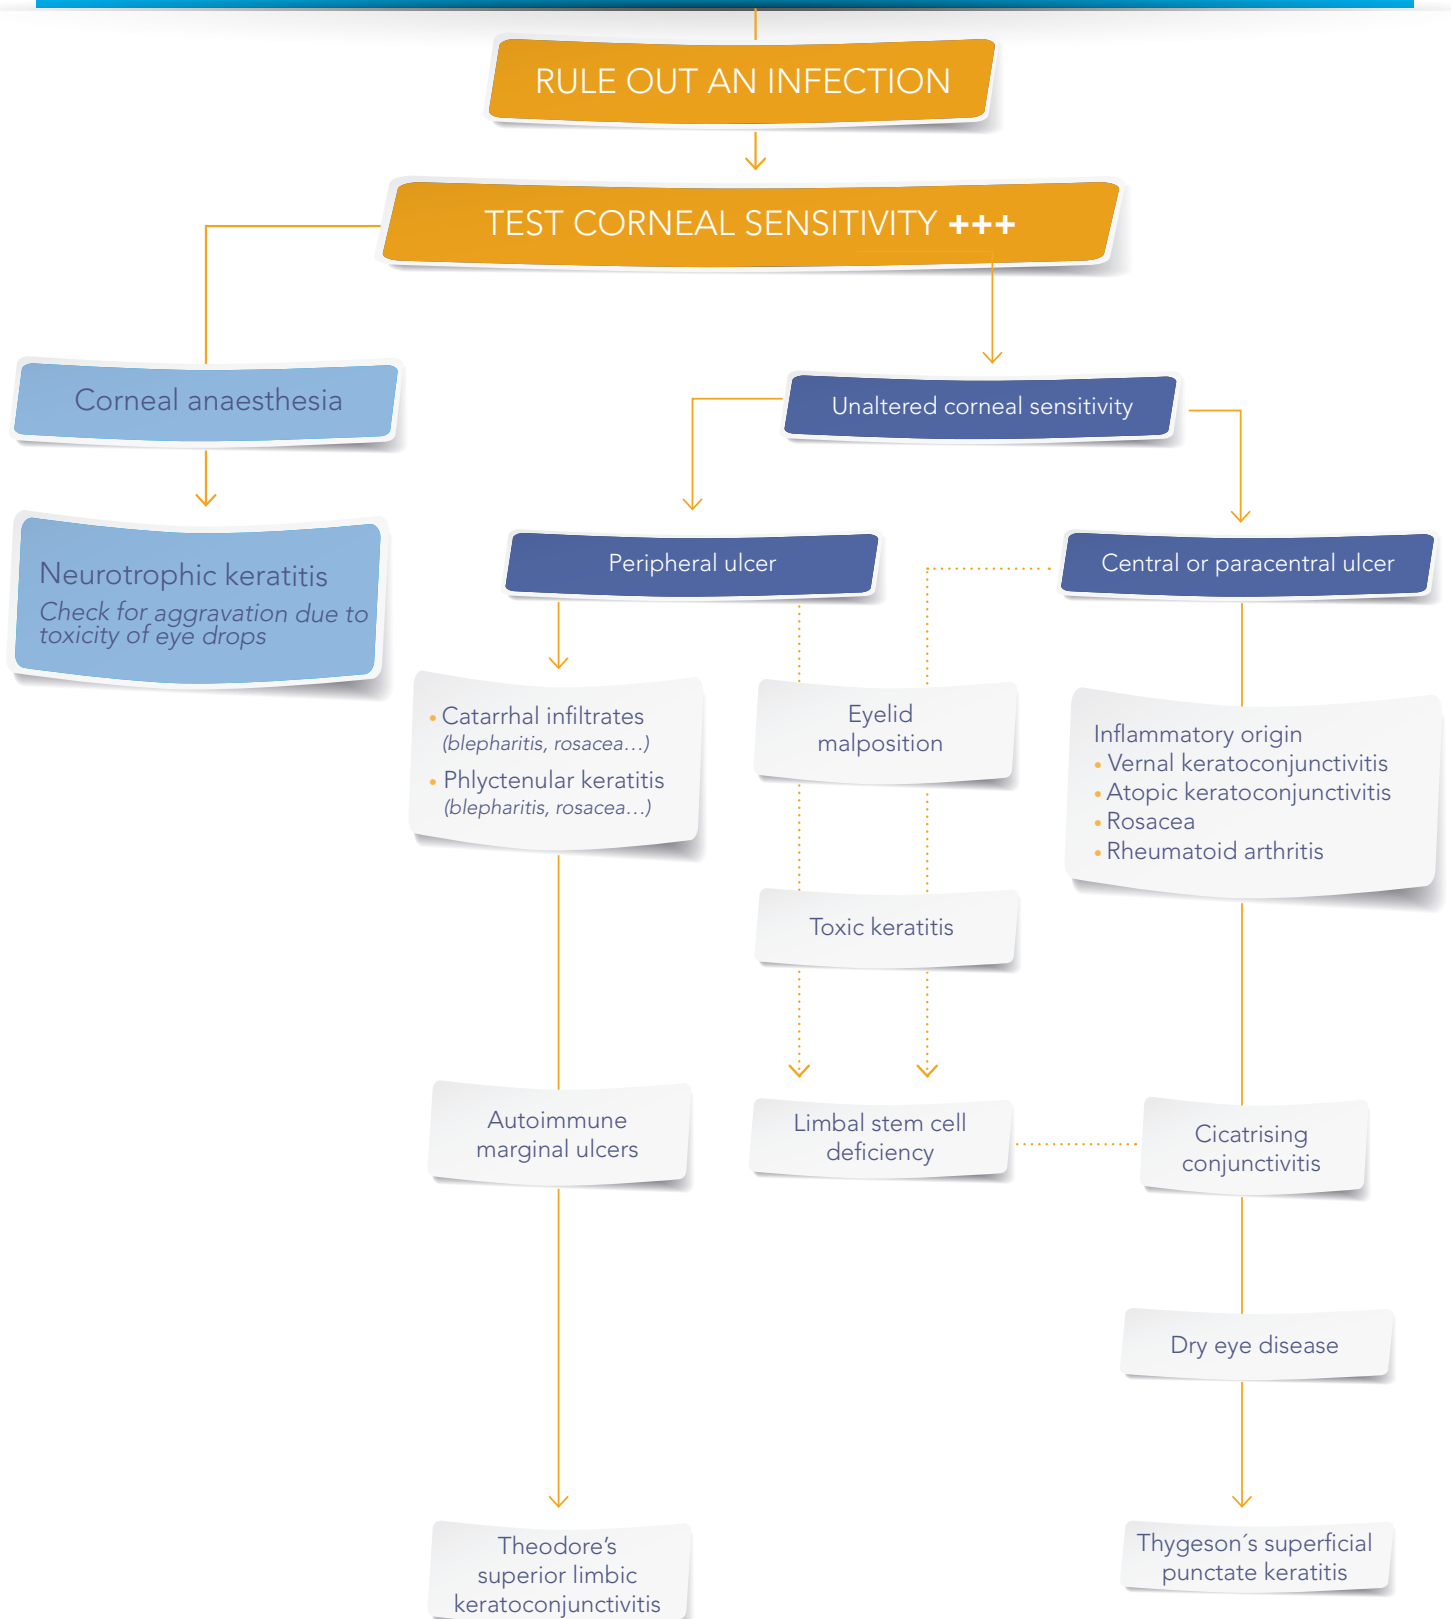 RULE OUT AN INFECTION
TEST CORNEAL SENSITIVITY +++
Corneal anaesthesia
Unaltered corneal sensitivity
Neurotrophic keratitis
Check for aggravation due to
toxicity of eye drops
Peripheral ulcer
Central or paracentral ulcer
• Catarrhal infiltrates
(blepharitis, rosacea…)
• Phlyctenular keratitis
(blepharitis, rosacea…)
Eyelid
malposition
Inflammatory origin
• Vernal keratoconjunctivitis
• Atopic keratoconjunctivitis
• Rosacea
• Rheumatoid arthritis
Toxic keratitis
Autoimmune
marginal ulcers
Limbal stem cell
deficiency
Cicatrising
conjunctivitis
Dry eye disease
Theodore’s
superior limbic
keratoconjunctivitis
Thygeson´s superficial
punctate keratitis